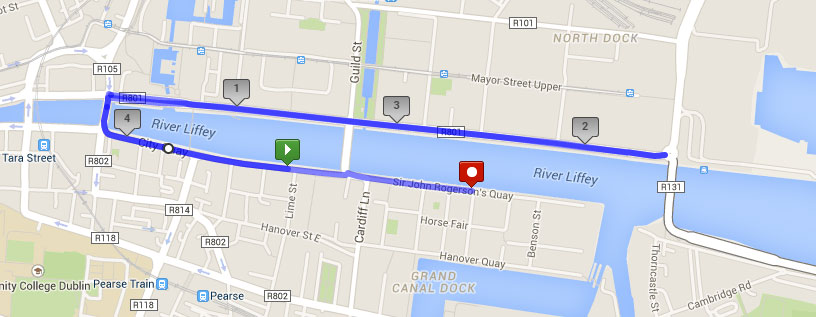 R101
NORTH DOCK
Guild St
R105
Mayor Street Upper
1
R801
3
4
River Liffey
R801
2
City Quay
Tara Street
R802
River Liffey
Sir John Rogerson's Quay
R131
Lime St
Cardiff Ln
R814
Horse Fair
Benson St
R118
R802
Hanover St E
Hanover Quay
Thorncastle St
nity College Dublin
Pearse Train
GRAND
CANAL DOCK
Pearse
R802
R118
Cambridge Rd